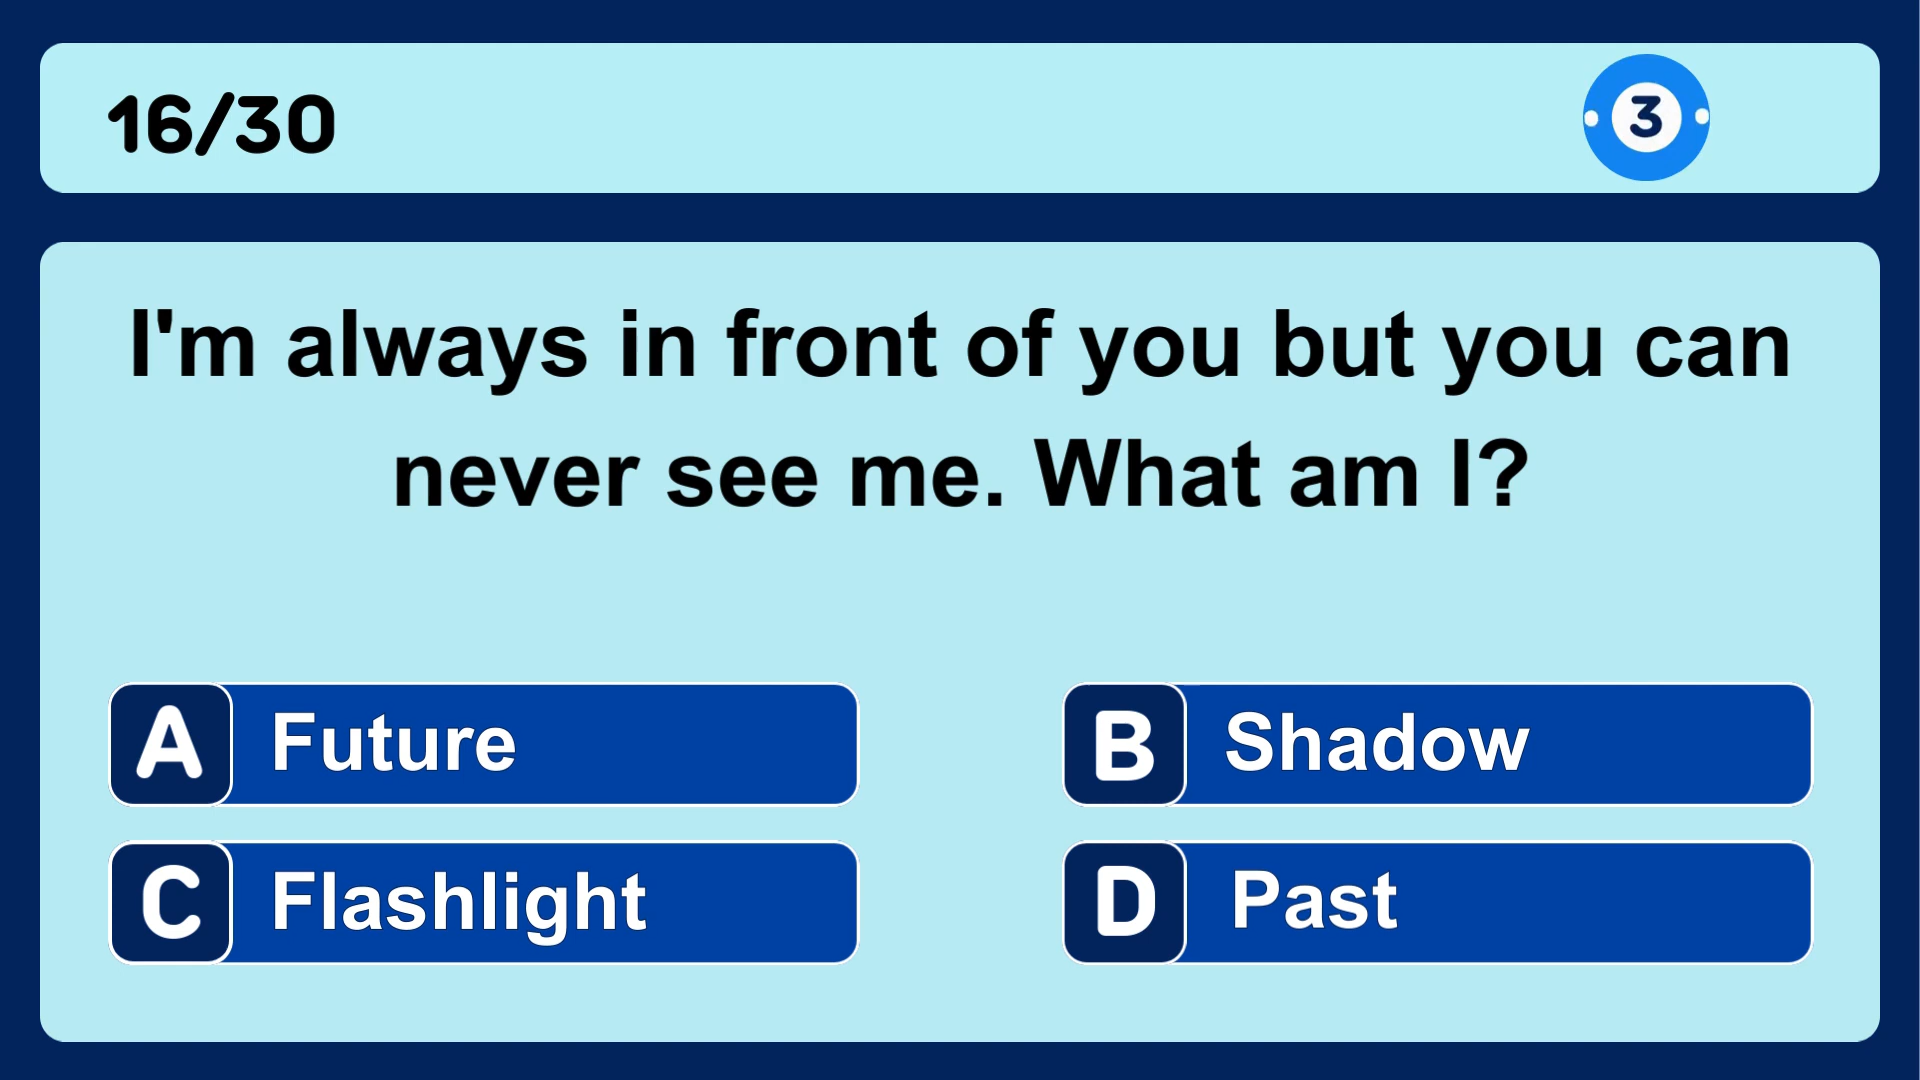 16/30
3
I'm always in front of you but you can
never see me. What am I?
A Future
B Shadow
C Flashlight
D Past